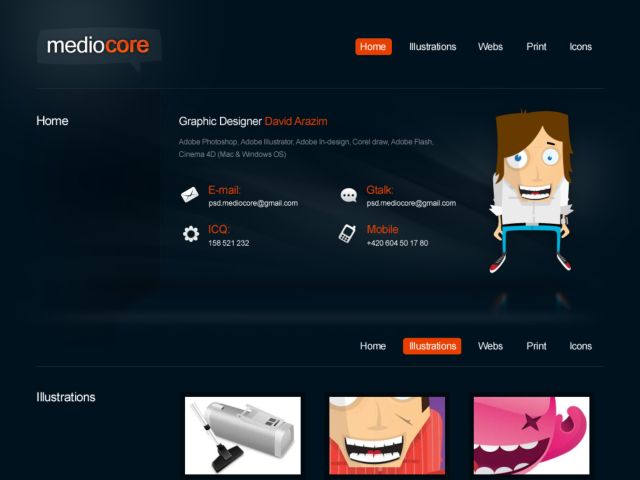 mediocore
Home Illustrations Webs Print Icons
Home
Graphic Designer David Arazim
Adobe Photoshop, Adobe Illustrator, Adobe In-design, Corel draw, Adobe Flash,
Cinema 4D (Mac & Windows OS)
E-mail:
psd.mediocore@gmail.com
Gtalk:
psd.mediocore@gmail.com
ICQ:
158 521 232
Mobile
+420 604 50 17 80
Home Illustrations Webs Print Icons
Illustrations